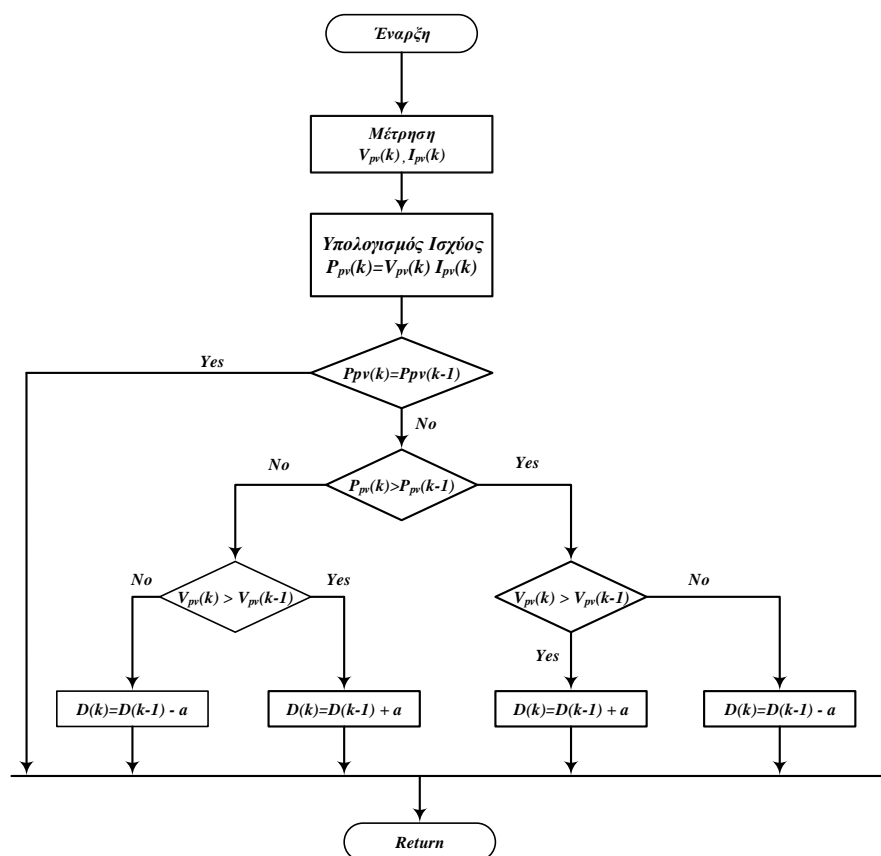 Έναρξη
Μέτρηση
Vpv(k) , Ipv(k)
Υπολογισμός Ισχύος
Ppv(k)=Vpv(k) Ipv(k)
Yes
Ppv(k)=Ppv(k-1)
No
No
Yes
Ppv(k)>Ppv(k-1)
No
Yes
No
Vpv(k) > Vpv(k-1)
Vpv(k) > Vpv(k-1)
Yes
D(k)=D(k-1) - a
D(k)=D(k-1) + a
D(k)=D(k-1) + a
D(k)=D(k-1) - a
Return